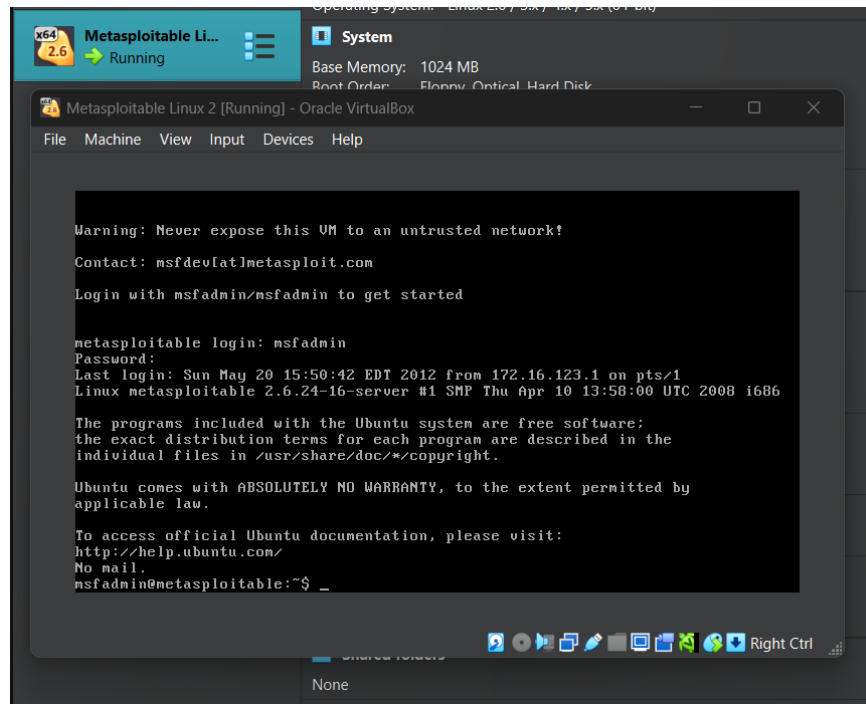 Operating System: Linux 2.6 / 3.x / 4.x / 5.x (64-bit)
x64
2.6
Metasploitable Li...
Running
System
Base Memory: 1024 MB
Boot Order: Floppy, Optical, Hard Disk
2.6
Metasploitable Linux 2 [Running] - Oracle VirtualBox
File Machine View Input Devices Help
Warning: Never expose this VM to an untrusted network!
Contact: msfdev[at]metasploit.com
Login with msfadmin/msfadmin to get started
metasploitable login: msfadmin
Password:
Last login: Sun May 20 15:50:42 EDT 2012 from 172.16.123.1 on pts/1
Linux metasploitable 2.6.24-16-server #1 SMP Thu Apr 10 13:58:00 UTC 2008 i686
The programs included with the Ubuntu system are free software;
the exact distribution terms for each program are described in the
individual files in /usr/share/doc/*/copyright.
Ubuntu comes with ABSOLUTELY NO WARRANTY, to the extent permitted by
applicable law.
To access official Ubuntu documentation, please visit:
http://help.ubuntu.com/
No mail.
msfadmin@metasploitable:~$ _
Right Ctrl
Shared folders
None